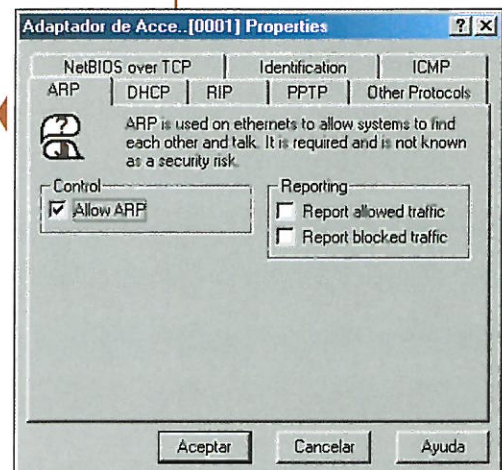 Adaptador de Acce..[0001] Properties
NetBIOS over TCP Identification ICMP
ARP DHCP RIP PPTP Other Protocols
ARP is used on ethernets to allow systems to find
each other and talk. It is required and is not known
as a security risk.
Control
Allow ARP
Reporting
Report allowed traffic
Report blocked traffic
Aceptar Cancelar Ayuda